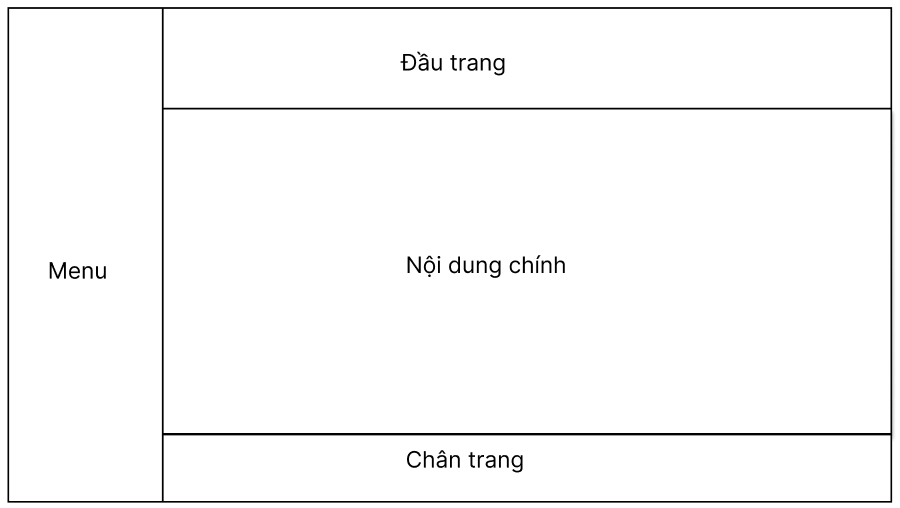 Đầu trang
Menu
Nội dung chính
Chân trang